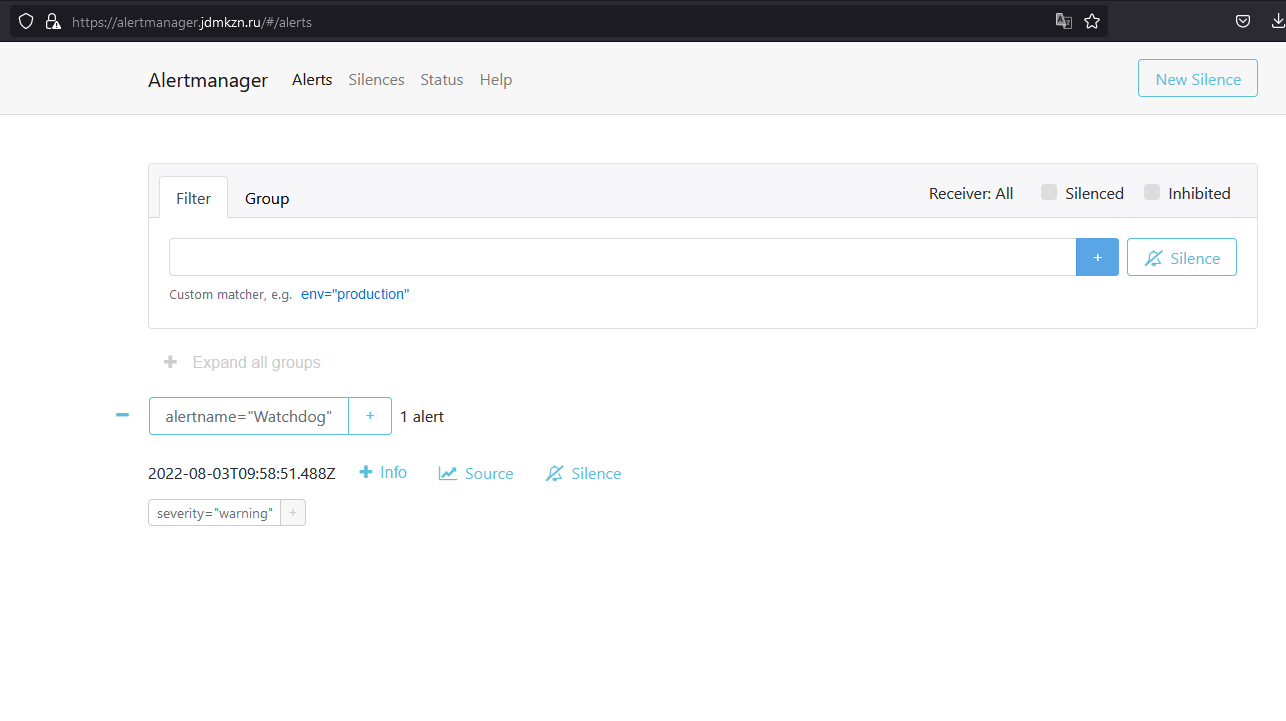 https://alertmanager.jdmkzn.ru/#/alerts
Alertmanager Alerts Silences Status Help New Silence
Filter Group Receiver: All Silenced Inhibited
+ Silence
Custom matcher, e.g. env="production"
+ Expand all groups
alertname="Watchdog" + 1 alert
2022-08-03T09:58:51.488Z + Info Source Silence
severity="warning" +